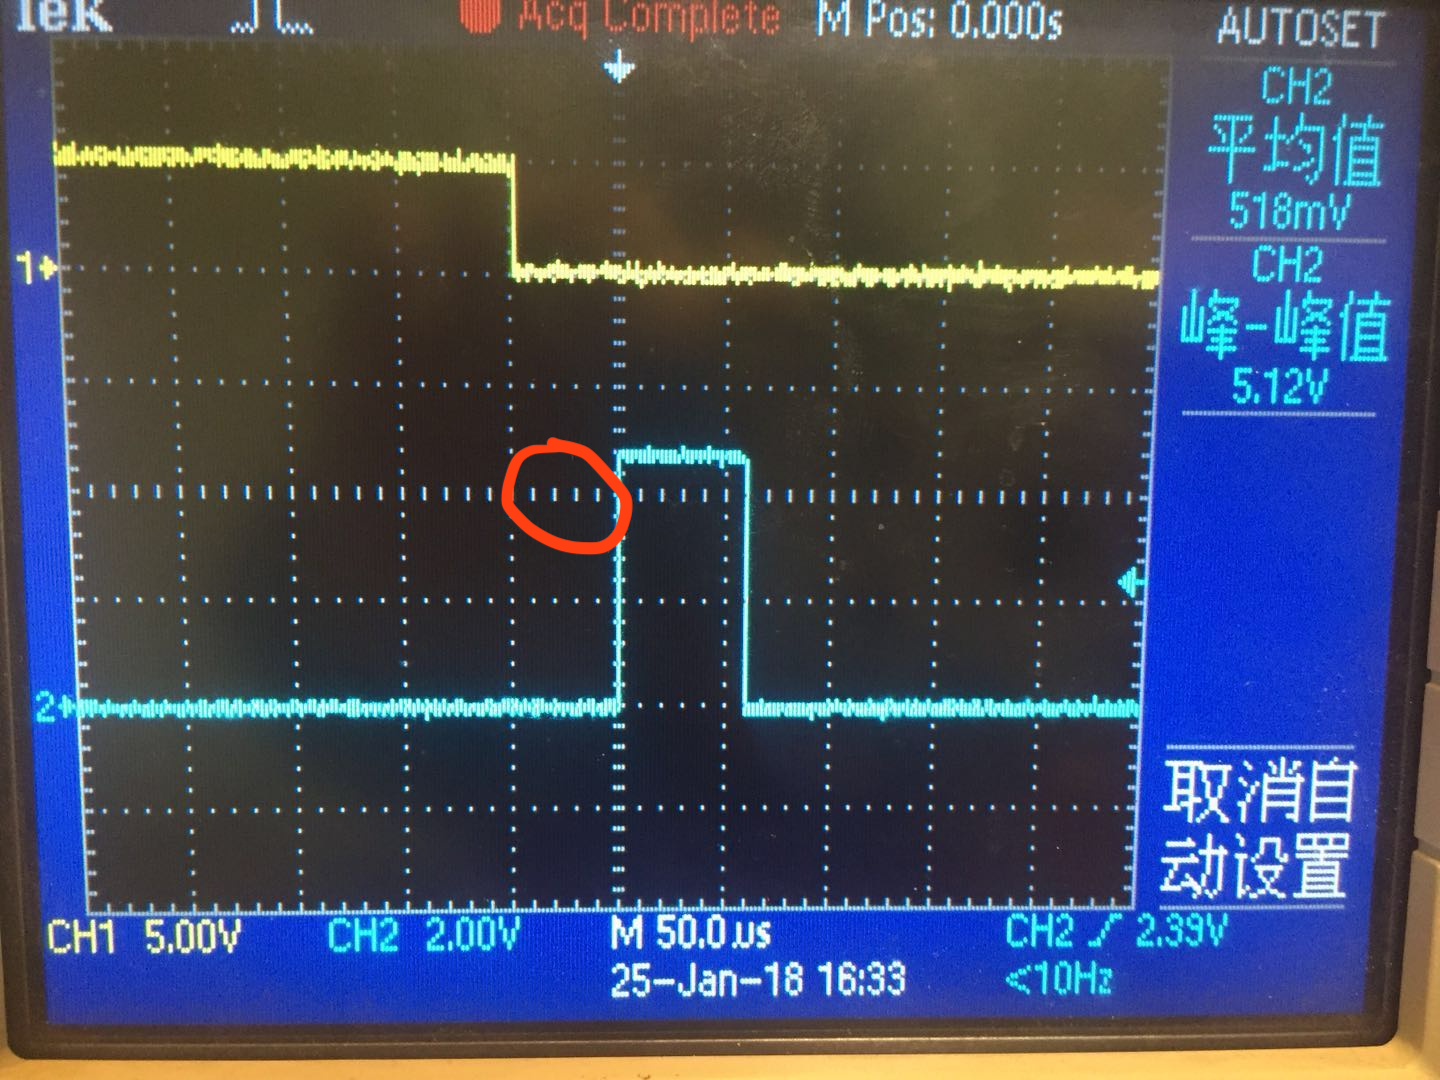 Tek
Acq Complete
M Pos: 0.000s
AUTOSET
CH2
平均值
518mV
1
CH2
峰-峰值
5.12V
2
取消自
动设置
CH1 5.00V
CH2 2.00V
M 50.0us
CH2 / 2.39V
25-Jan-18 16:33
<10Hz